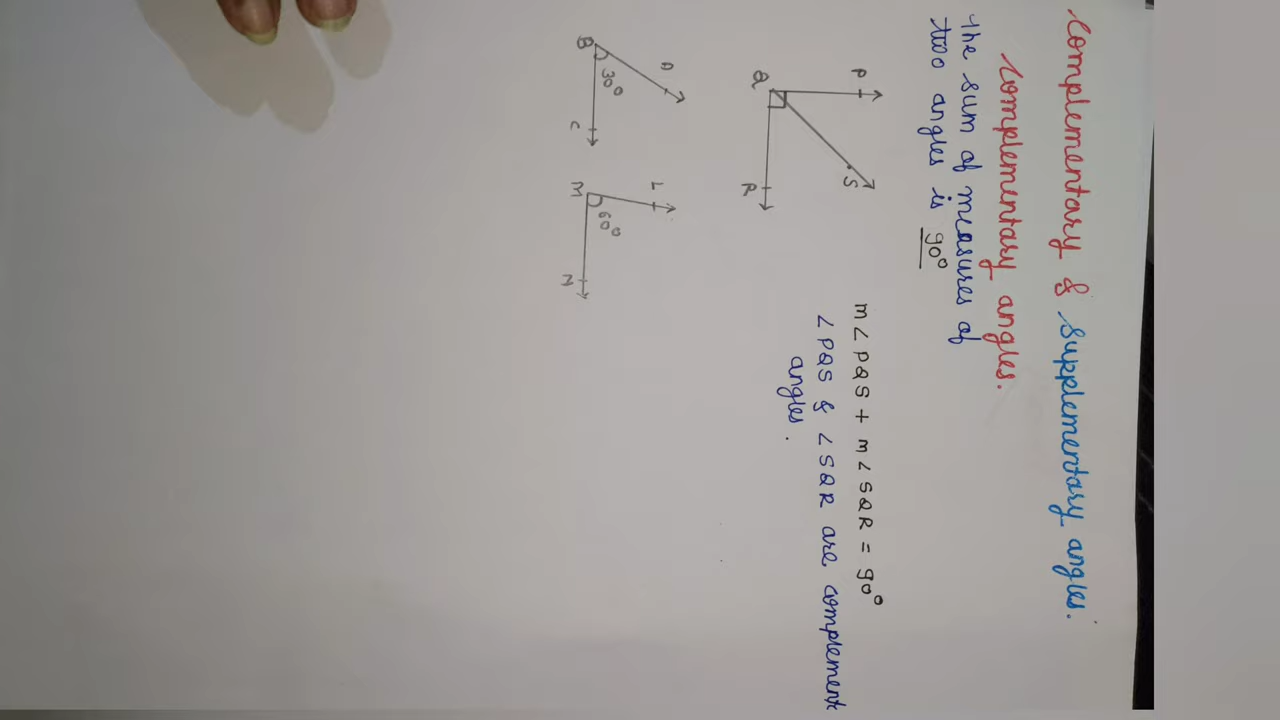 Complementary & Supplementary angles.
Complementary angles.
The sum of measures of
two angles is 90°
P
S
Q
R
m∠PQS + m∠SQR = 90°
∠PQS & ∠SQR are complement
angles.
30°
B
C
L
60°
M
N